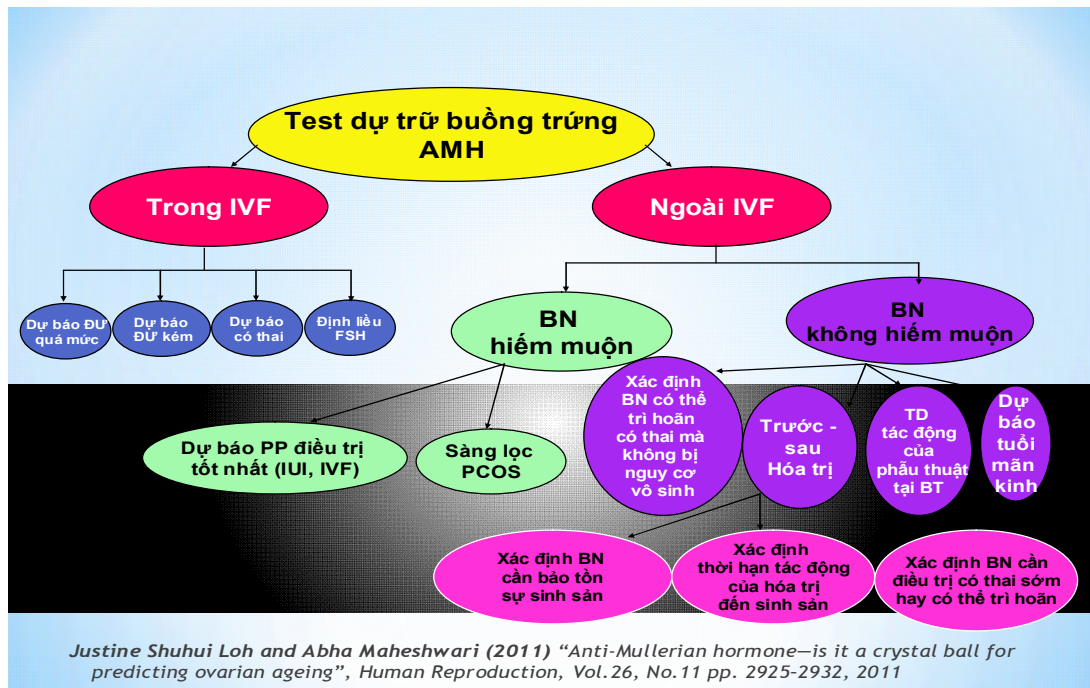 Test dự trữ buồng trứng
AMH
Trong IVF
Ngoài IVF
Dự báo ĐƯ
quá mức
Dự báo
ĐƯ kém
Dự báo
có thai
Định liều
FSH
BN
hiếm muộn
BN
không hiếm muộn
Dự báo PP điều trị
tốt nhất (IUI, IVF)
Sàng lọc
PCOS
Xác định
BN có thể
trì hoãn
có thai mà
không bị
nguy cơ
vô sinh
Trước -
sau
Hóa trị
TD
tác động
của
phẫu thuật
tại BT
Dự
báo
tuổi
mãn
kinh
Xác định BN
cần bảo tồn
sự sinh sản
Xác định
thời hạn tác động
của hóa trị
đến sinh sản
Xác định BN cần
điều trị có thai sớm
hay có thể trì hoãn
Justine Shuhui Loh and Abha Maheshwari (2011) “Anti-Mullerian hormone—is it a crystal ball for
predicting ovarian ageing”, Human Reproduction, Vol.26, No.11 pp. 2925–2932, 2011